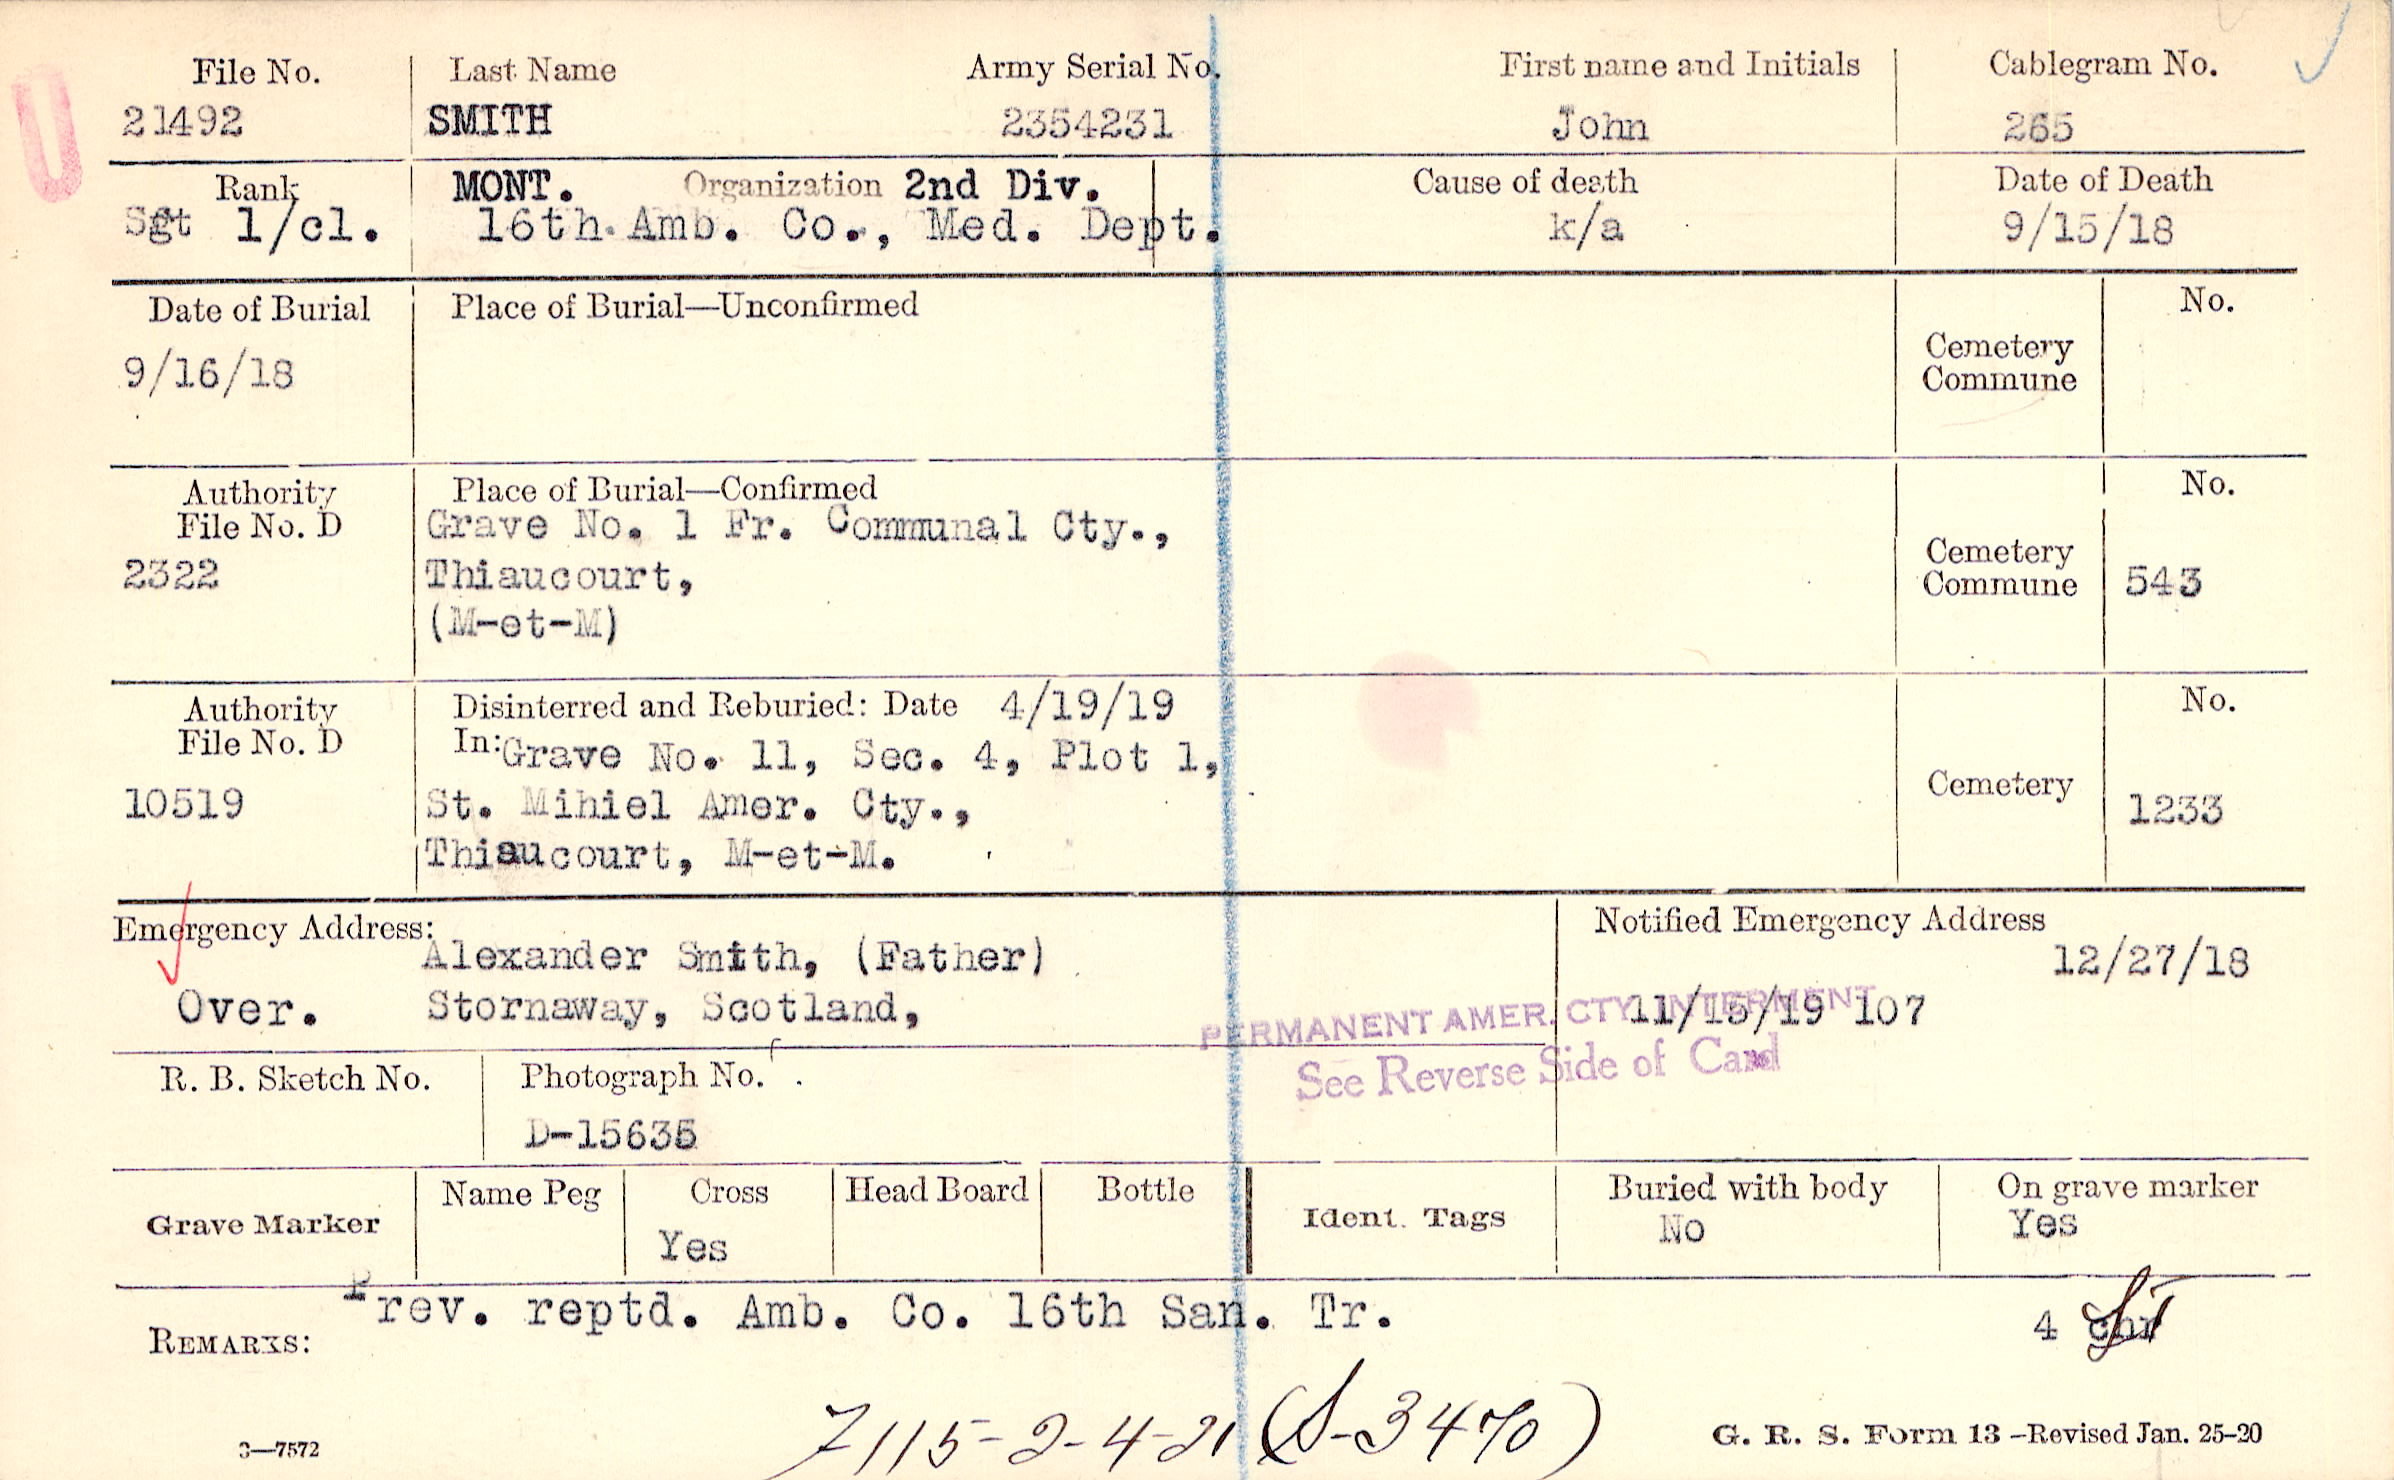 U
File No. Last Name Army Serial No. First name and Initials Cablegram No.
21492 SMITH 2354231 John 265
Rank MONT. Organization 2nd Div. Cause of death Date of Death
Sgt 1/cl. 16th Amb. Co., Med. Dept. k/a 9/15/18
Date of Burial Place of Burial—Unconfirmed No.
9/16/18 Cemetery
Commune
Authority Place of Burial—Confirmed No.
File No. D Grave No. 1 Fr. Communal Cty.,
2322 Thiaucourt, Cemetery
Commune 543
(M-et-M)
Authority Disinterred and Reburied: Date 4/19/19 No.
File No. D In: Grave No. 11, Sec. 4, Plot 1,
10519 St. Mihiel Amer. Cty., Cemetery 1233
Thiaucourt, M-et-M.
Emergency Address: Notified Emergency Address
Alexander Smith, (Father) 12/27/18
Over. Stornaway, Scotland, 11/15/19 107
PERMANENT AMER. CTY. INTERMENT
See Reverse Side of Card
R. B. Sketch No. Photograph No.
D-15635
Grave Marker Name Peg Cross Head Board Bottle Ident. Tags Buried with body On grave marker
Yes No Yes
REMARKS: Prev. reptd. Amb. Co. 16th San. Tr. 4
7115-2-4-21 (S-3470)
3—7572 G. R. S. Form 13 —Revised Jan. 25–20